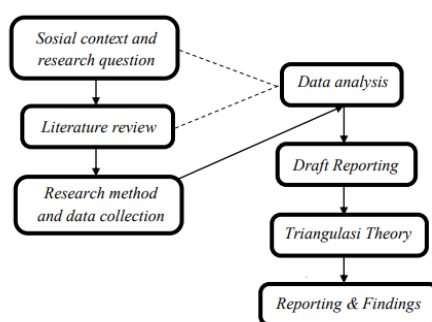 Sosial context and
research question
Literature review
Research method
and data collection
Data analysis
Draft Reporting
Triangulasi Theory
Reporting & Findings